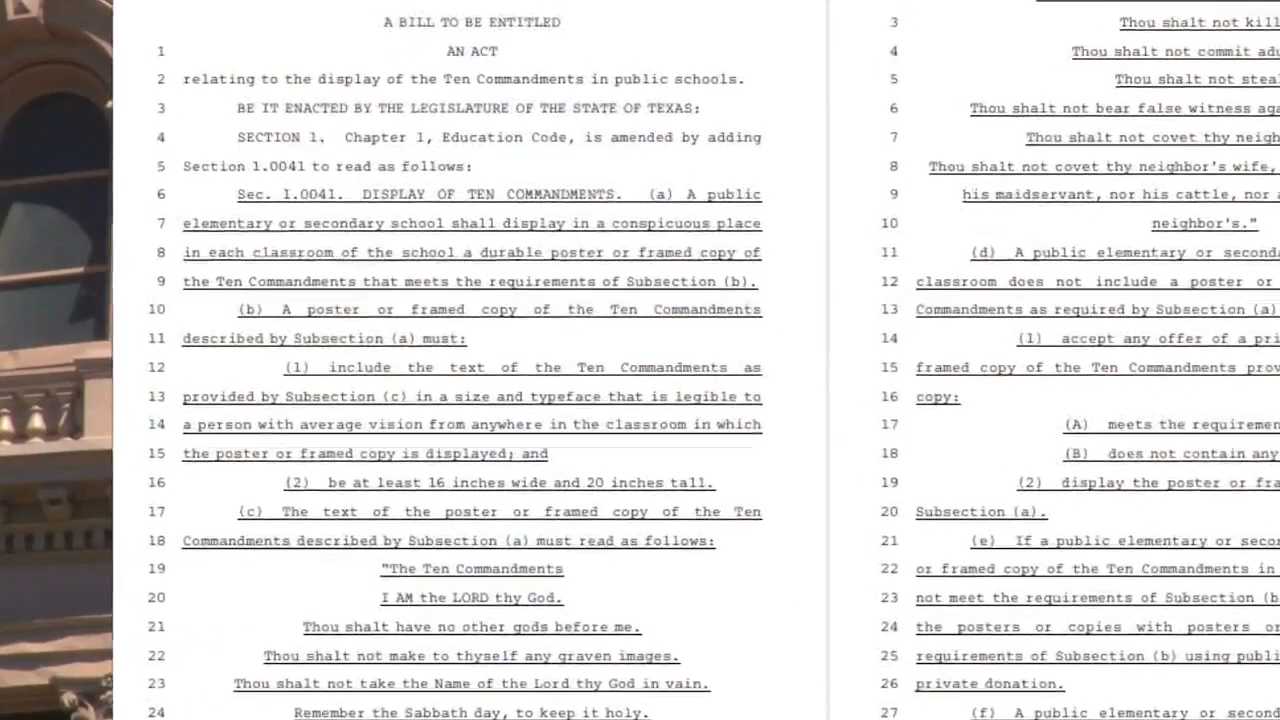 A BILL TO BE ENTITLED
1 AN ACT
2 relating to the display of the Ten Commandments in public schools.
3 BE IT ENACTED BY THE LEGISLATURE OF THE STATE OF TEXAS:
4 SECTION 1. Chapter 1, Education Code, is amended by adding
5 Section 1.0041 to read as follows:
6 Sec. 1.0041. DISPLAY OF TEN COMMANDMENTS. (a) A public
7 elementary or secondary school shall display in a conspicuous place
8 in each classroom of the school a durable poster or framed copy of
9 the Ten Commandments that meets the requirements of Subsection (b).
10 (b) A poster or framed copy of the Ten Commandments
11 described by Subsection (a) must:
12 (1) include the text of the Ten Commandments as
13 provided by Subsection (c) in a size and typeface that is legible to
14 a person with average vision from anywhere in the classroom in which
15 the poster or framed copy is displayed; and
16 (2) be at least 16 inches wide and 20 inches tall.
17 (c) The text of the poster or framed copy of the Ten
18 Commandments described by Subsection (a) must read as follows:
19 "The Ten Commandments
20 I AM the LORD thy God.
21 Thou shalt have no other gods before me.
22 Thou shalt not make to thyself any graven images.
23 Thou shalt not take the Name of the Lord thy God in vain.
24 Remember the Sabbath day, to keep it holy.
3 Thou shalt not kill
4 Thou shalt not commit adu
5 Thou shalt not steal
6 Thou shalt not bear false witness aga
7 Thou shalt not covet thy neigh
8 Thou shalt not covet thy neighbor's wife,
9 his maidservant, nor his cattle, nor a
10 neighbor's."
11 (d) A public elementary or seconda
12 classroom does not include a poster or
13 Commandments as required by Subsection (a)
14 (1) accept any offer of a pri
15 framed copy of the Ten Commandments prov
16 copy:
17 (A) meets the requiremen
18 (B) does not contain any
19 (2) display the poster or fra
20 Subsection (a).
21 (e) If a public elementary or secon
22 or framed copy of the Ten Commandments in
23 not meet the requirements of Subsection (b
24 the posters or copies with posters or
25 requirements of Subsection (b) using publi
26 private donation.
27 (f) A public elementary or second